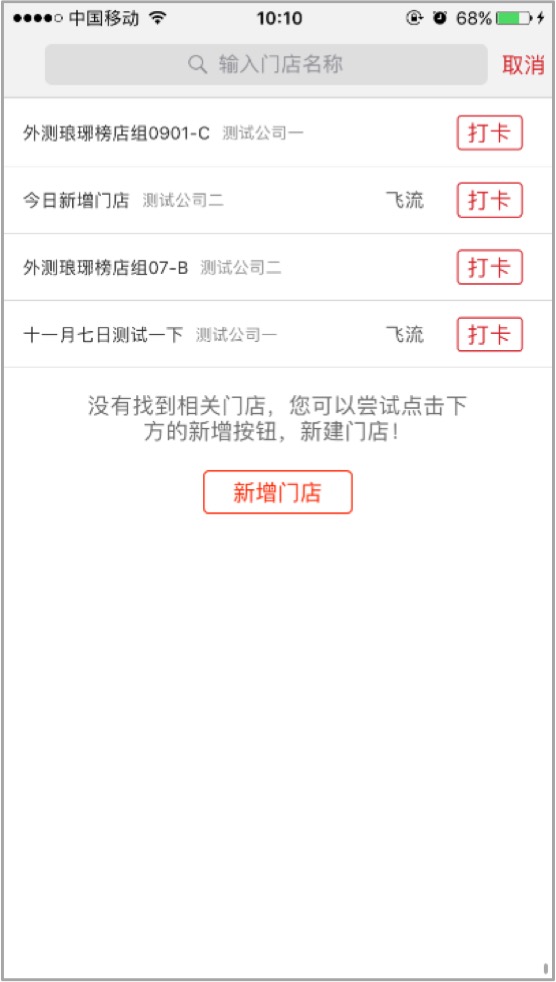 中国移动 10:10 68%
输入门店名称 取消
外测琅琊榜店组0901-C 测试公司一 打卡
今日新增门店 测试公司二 飞流 打卡
外测琅琊榜店组07-B 测试公司二 打卡
十一月七日测试一下 测试公司一 飞流 打卡
没有找到相关门店，您可以尝试点击下
方的新增按钮，新建门店！
新增门店